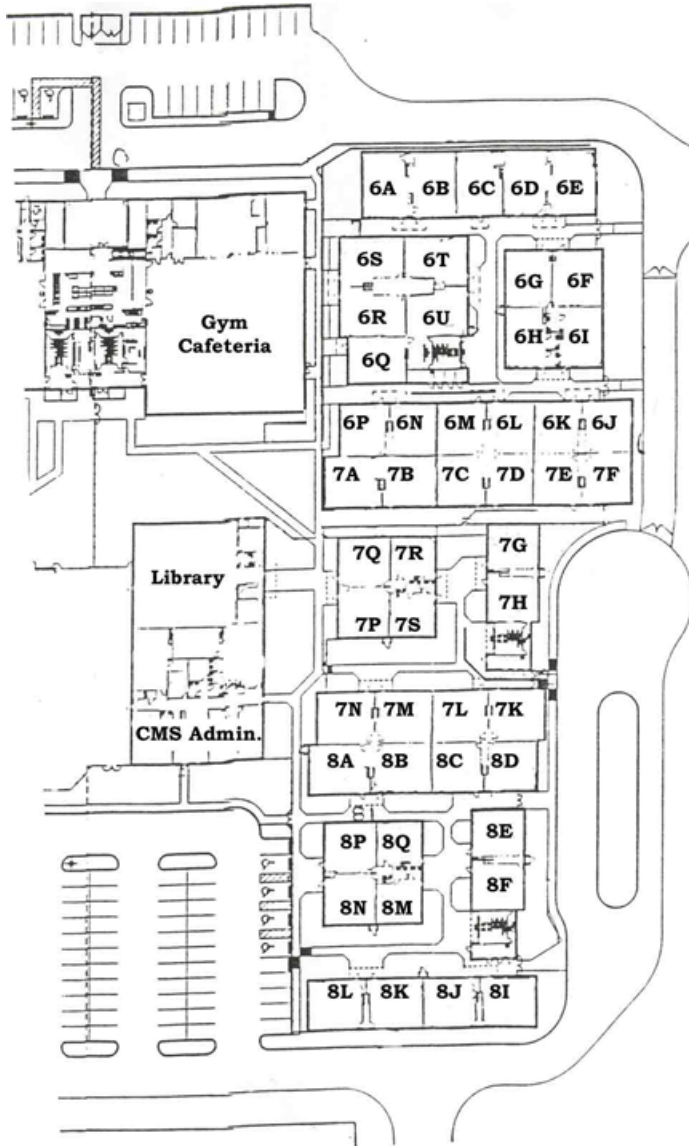 6A 6B 6C 6D 6E
6S 6T
6G 6F
6R 6U
6H 6I
6Q
Gym
Cafeteria
6P 6N 6M 6L 6K 6J
7A 7B 7C 7D 7E 7F
7Q 7R
7G
Library
7H
7P 7S
7N 7M 7L 7K
CMS Admin.
8A 8B 8C 8D
8P 8Q
8E
8F
8N 8M
8L 8K 8J 8I